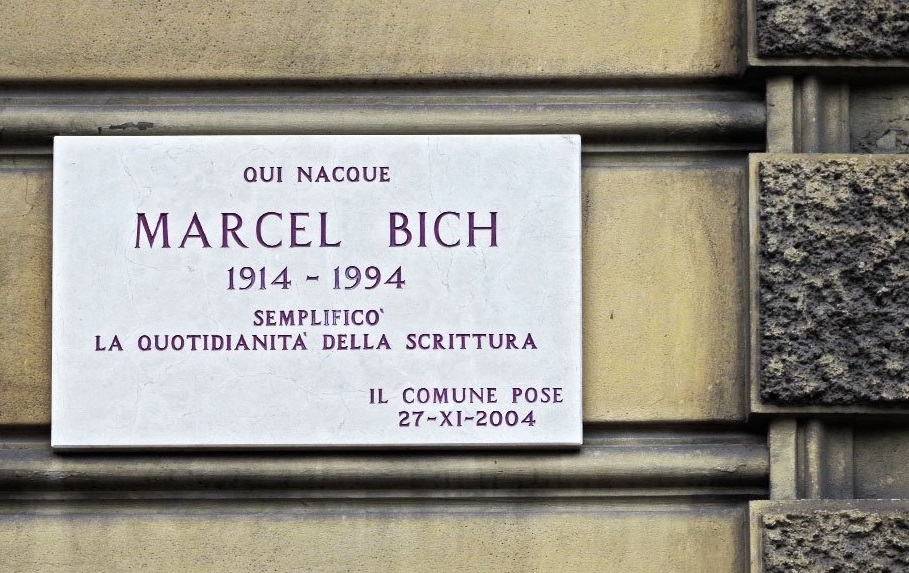 QUI NACQUE
MARCEL BICH
1914 - 1994
SEMPLIFICO`
LA QUOTIDIANITA` DELLA SCRITTURA
IL COMUNE POSE
27-XI-2004